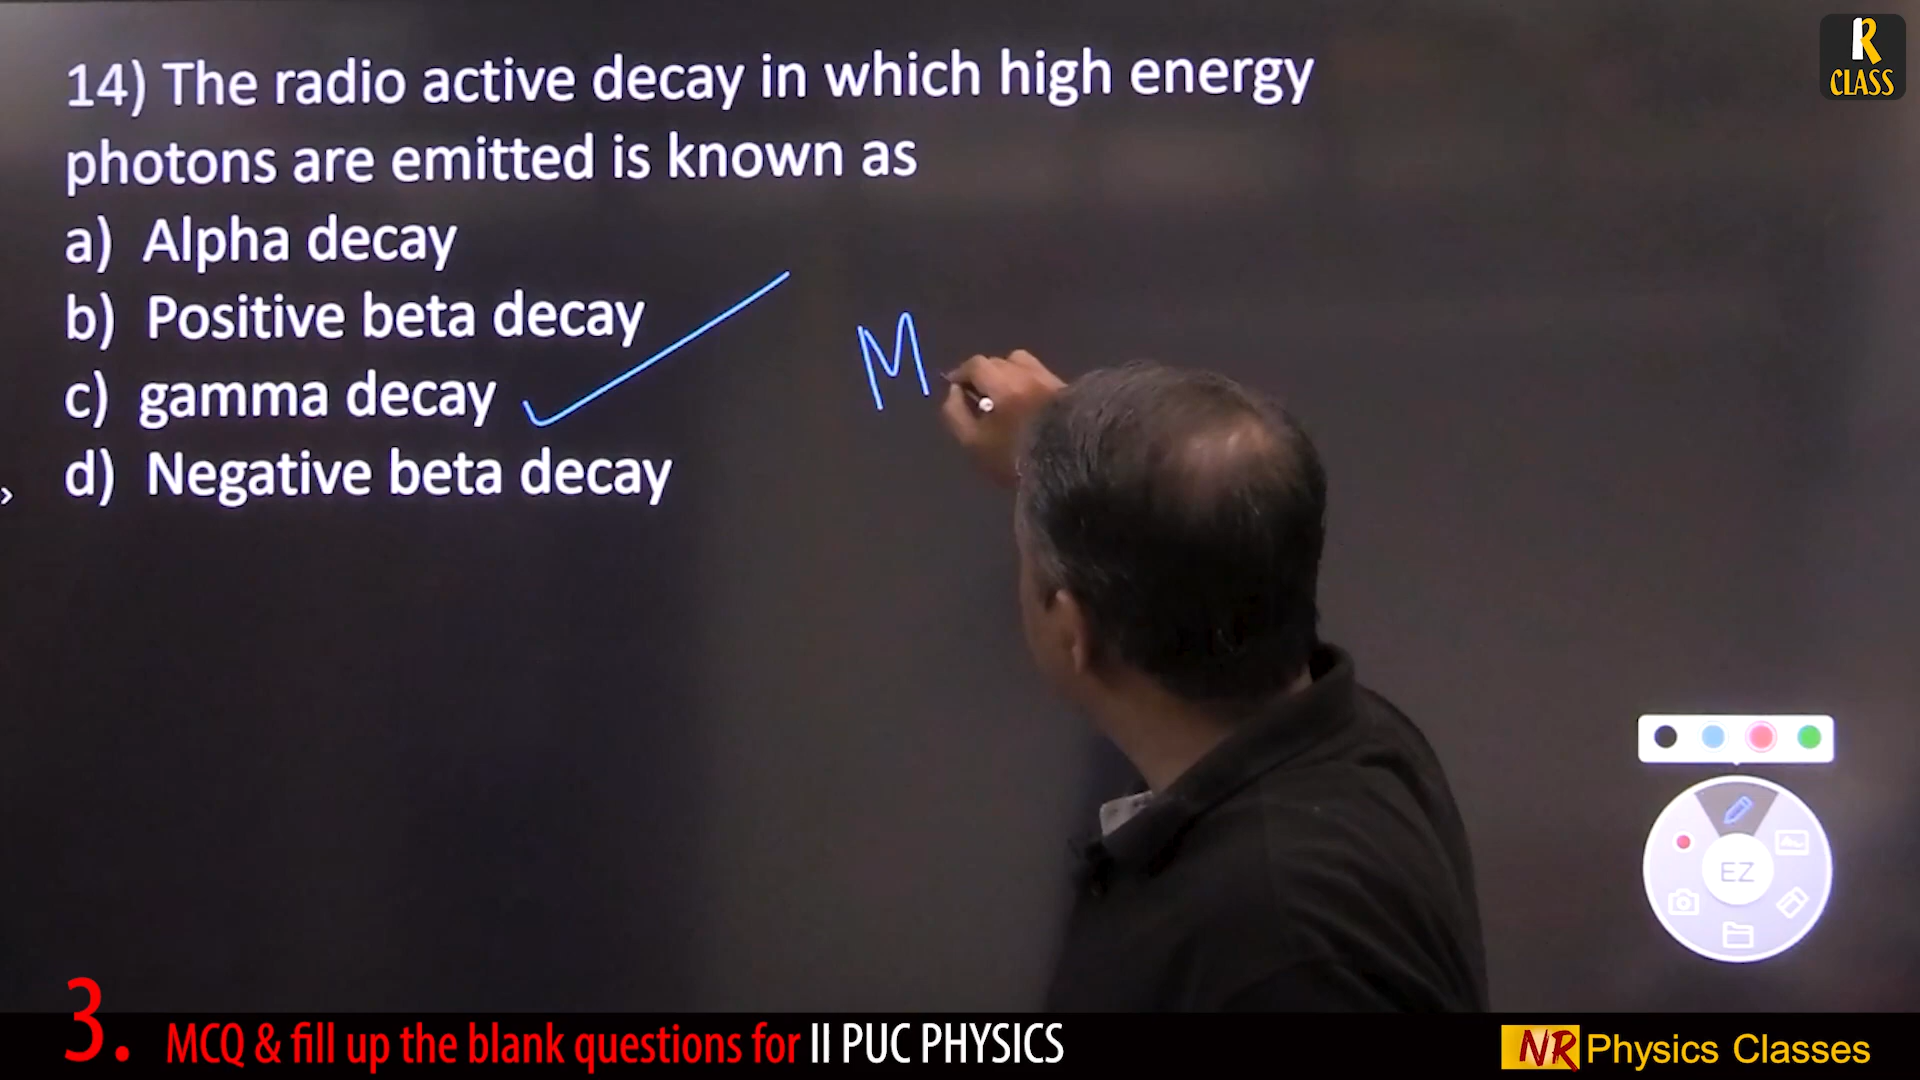 R
CLASS
14) The radio active decay in which high energy
photons are emitted is known as
a) Alpha decay
b) Positive beta decay
c) gamma decay
d) Negative beta decay
M
EZ
3. MCQ & fill up the blank questions for II PUC PHYSICS
NR Physics Classes